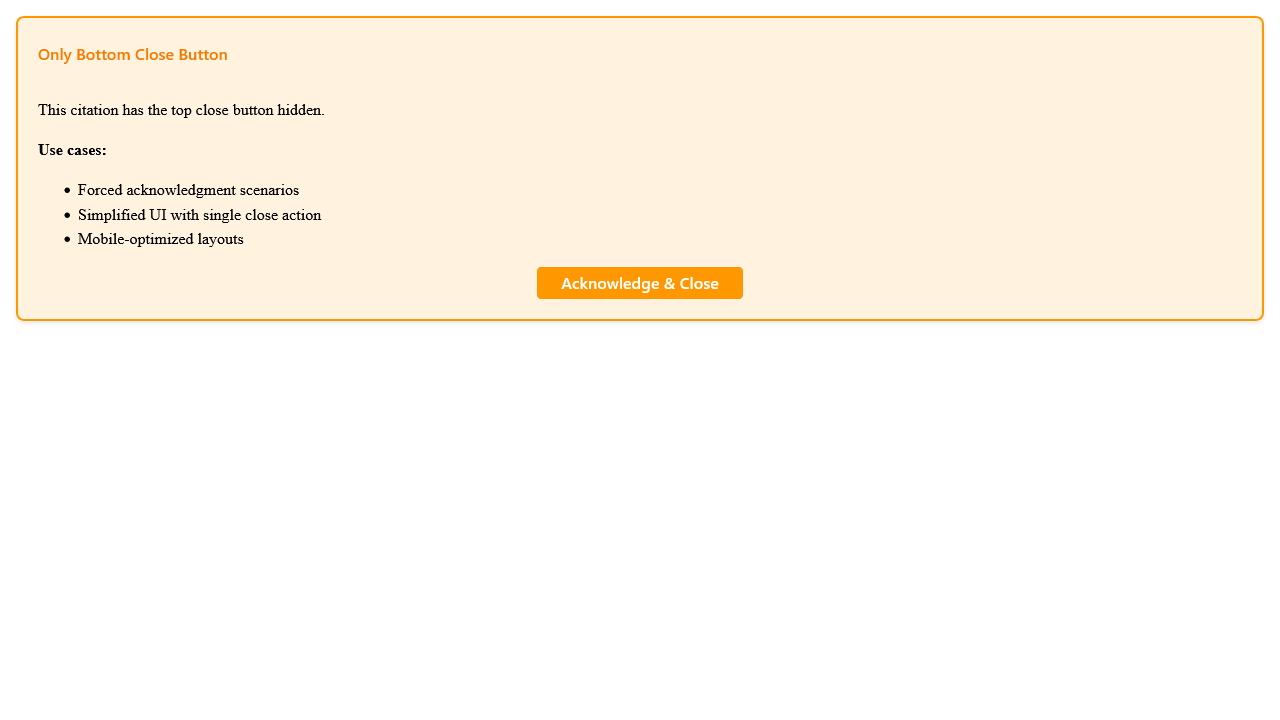 Only Bottom Close Button
This citation has the top close button hidden.
Use cases:
• Forced acknowledgment scenarios
• Simplified UI with single close action
• Mobile-optimized layouts
Acknowledge & Close